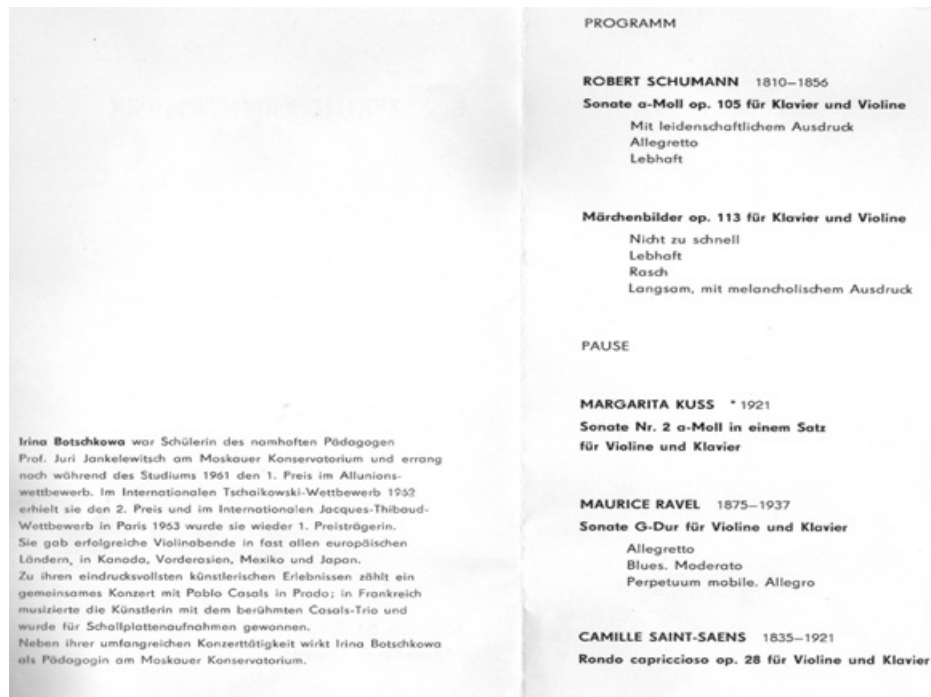 Irina Botschkowa war Schülerin des namhaften Pädagogen
Prof. Juri Jankelewitsch am Moskauer Konservatorium und errang
noch während des Studiums 1961 den 1. Preis im Allunions-
wettbewerb. Im Internationalen Tschaikowski-Wettbewerb 1962
erhielt sie den 2. Preis und im Internationalen Jacques-Thibaud-
Wettbewerb in Paris 1963 wurde sie wieder 1. Preisträgerin.
Sie gab erfolgreiche Violinabende in fast allen europäischen
Ländern, in Kanada, Vorderasien, Mexiko und Japan.
Zu ihren eindrucksvollsten künstlerischen Erlebnissen zählt ein
gemeinsames Konzert mit Pablo Casals in Prado; in Frankreich
musizierte die Künstlerin mit dem berühmten Casals-Trio und
wurde für Schallplattenaufnahmen gewonnen.
Neben ihrer umfangreichen Konzerttätigkeit wirkt Irina Botschkowa
als Pädagogin am Moskauer Konservatorium.
PROGRAMM
ROBERT SCHUMANN 1810–1856
Sonate a-Moll op. 105 für Klavier und Violine
Mit leidenschaftlichem Ausdruck
Allegretto
Lebhaft
Märchenbilder op. 113 für Klavier und Violine
Nicht zu schnell
Lebhaft
Rasch
Langsam, mit melancholischem Ausdruck
PAUSE
MARGARITA KUSS * 1921
Sonate Nr. 2 a-Moll in einem Satz
für Violine und Klavier
MAURICE RAVEL 1875–1937
Sonate G-Dur für Violine und Klavier
Allegretto
Blues. Moderato
Perpetuum mobile. Allegro
CAMILLE SAINT-SAENS 1835–1921
Rondo capriccioso op. 28 für Violine und Klavier